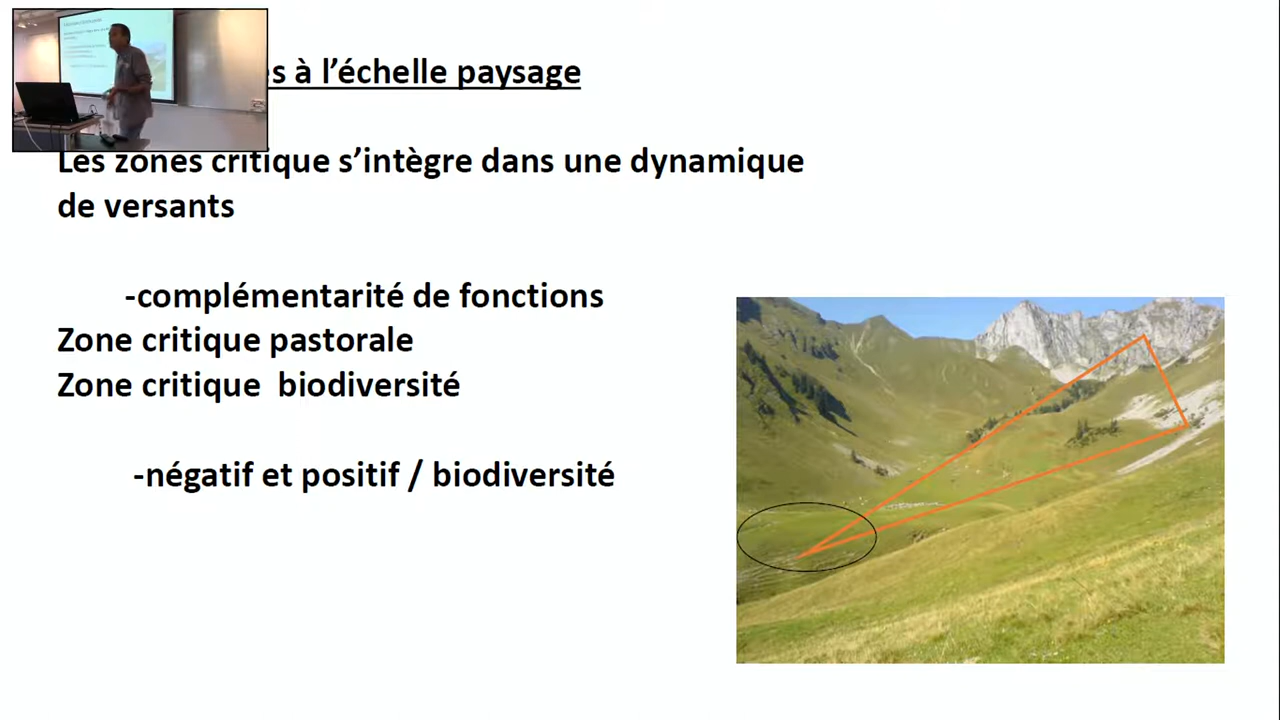 à l’échelle paysage
Les zones critique s’intègre dans une dynamique
de versants
-complémentarité de fonctions
Zone critique pastorale
Zone critique biodiversité
-négatif et positif / biodiversité